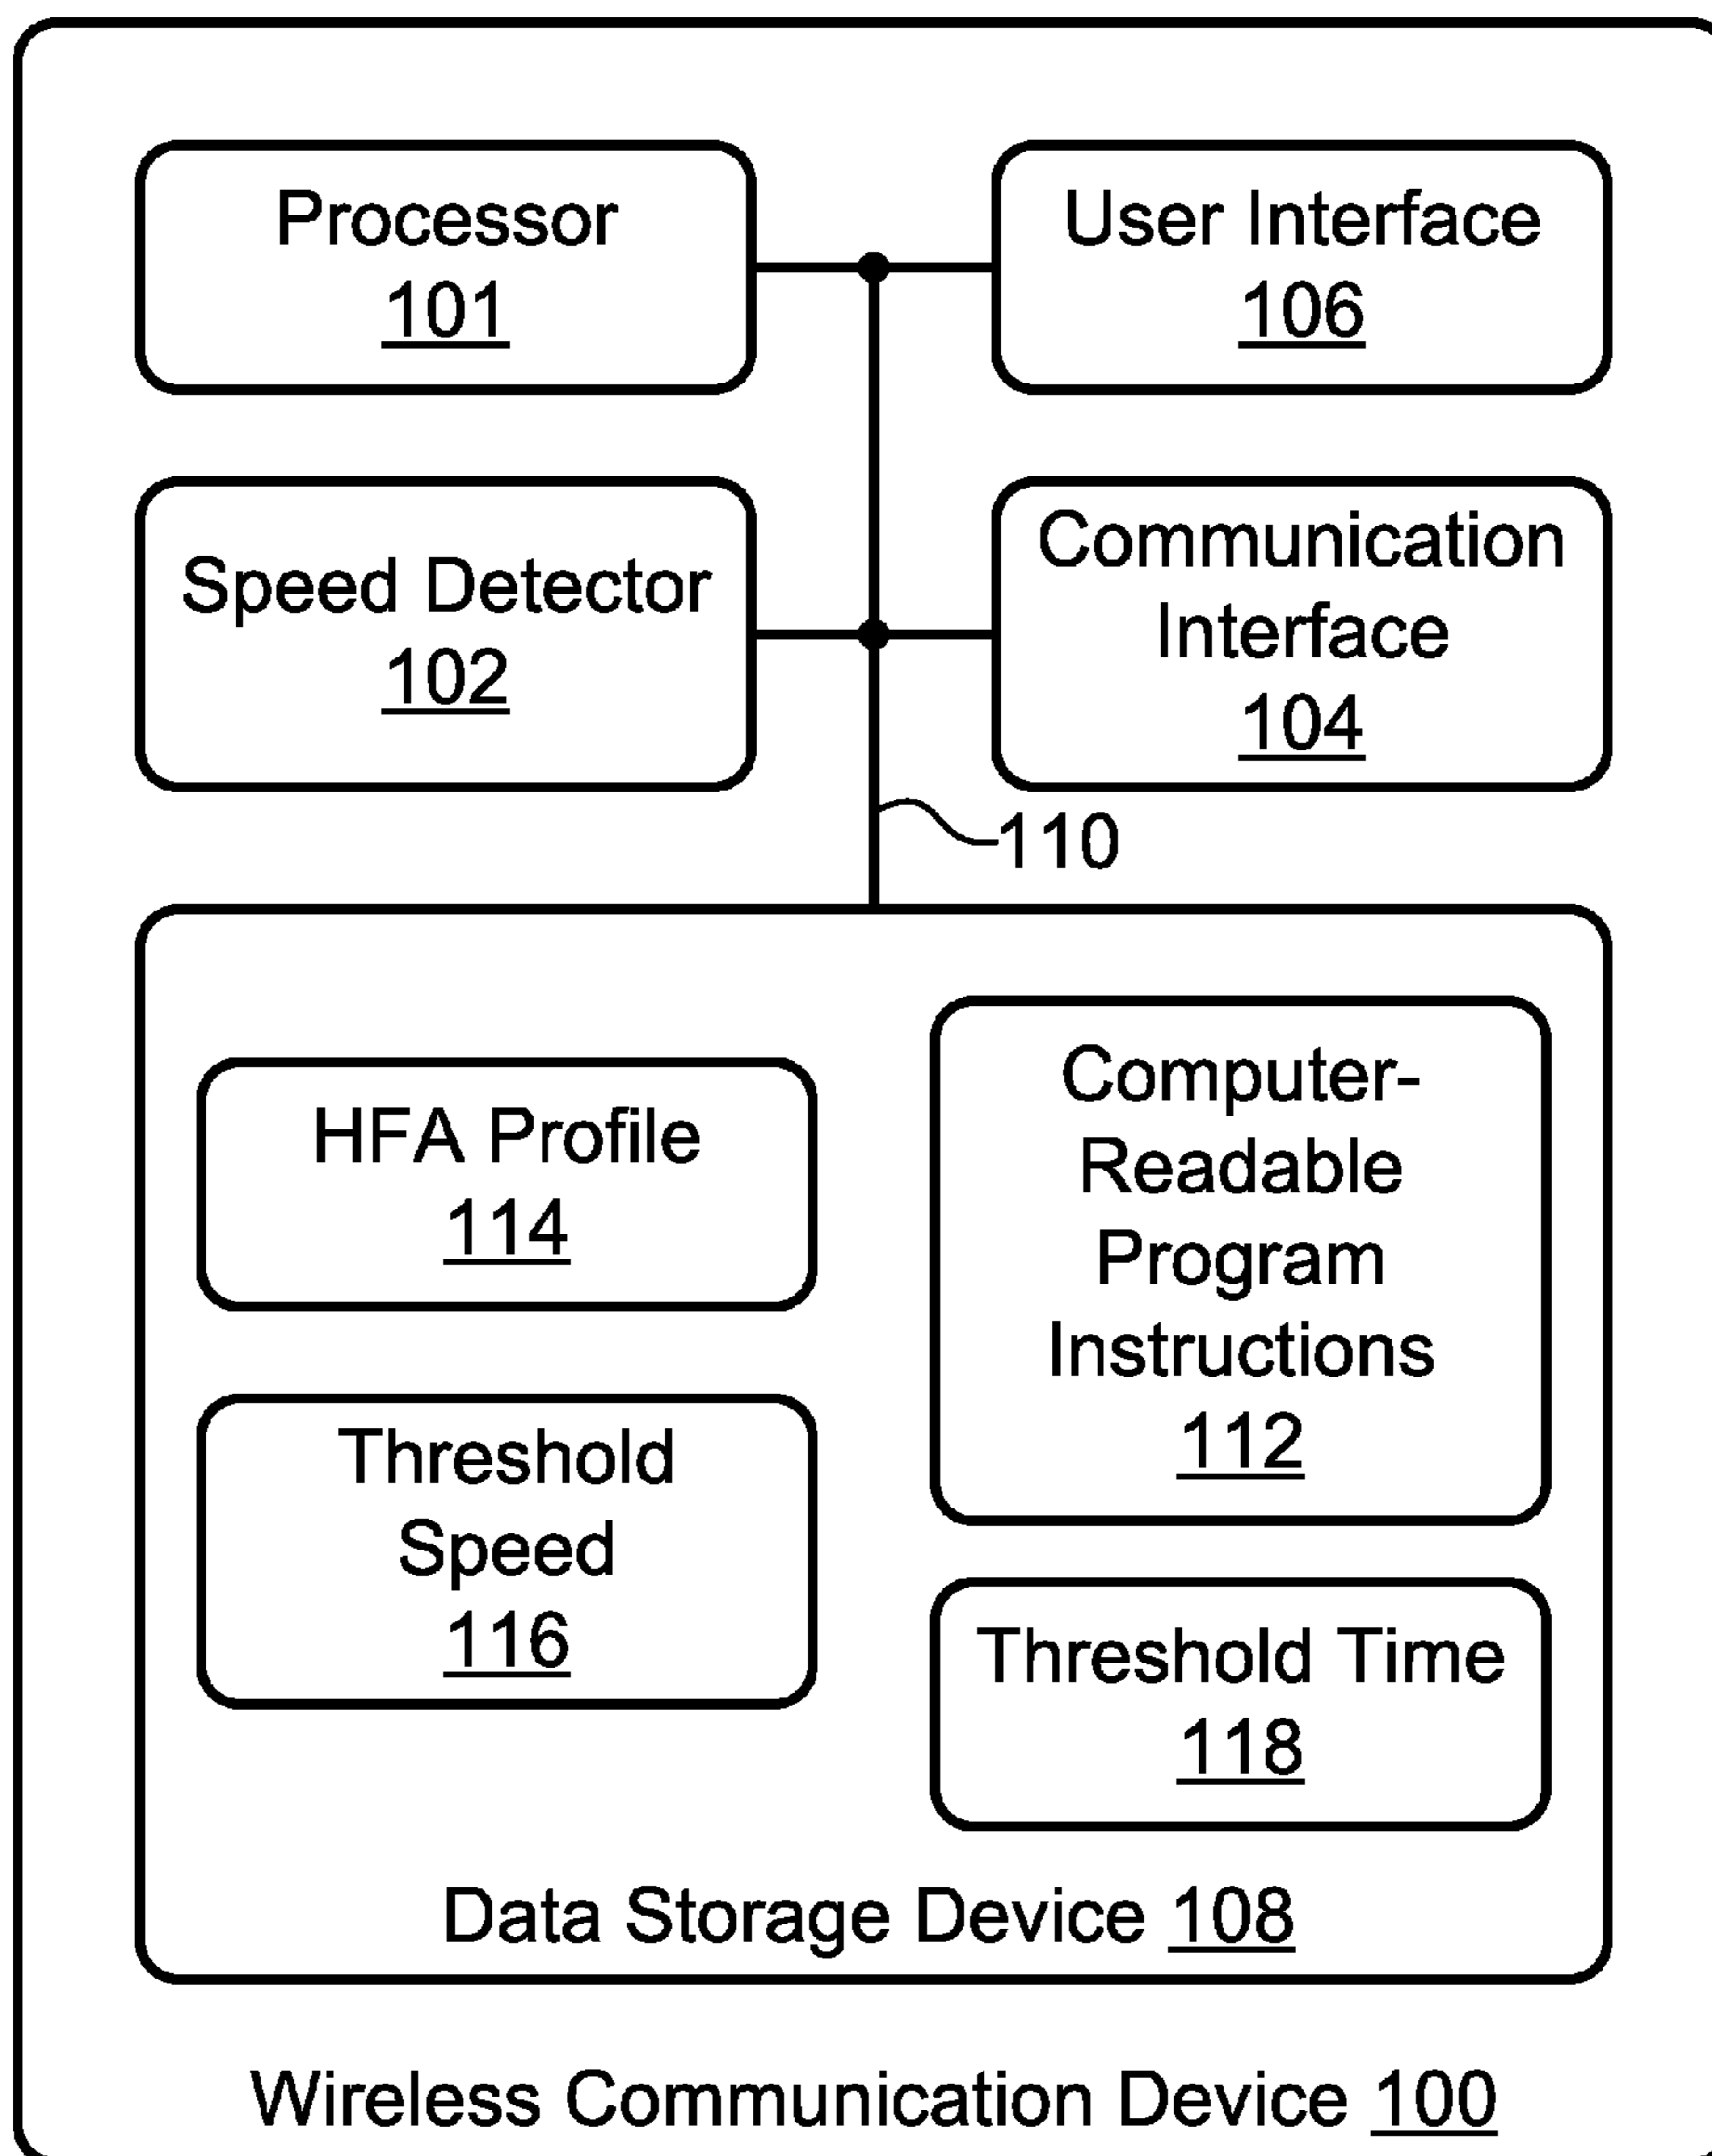 Processor
101
User Interface
106
Speed Detector
102
Communication
Interface
104
110
HFA Profile
114
Computer-
Readable
Program
Instructions
112
Threshold
Speed
116
Threshold Time
118
Data Storage Device 108
Wireless Communication Device 100